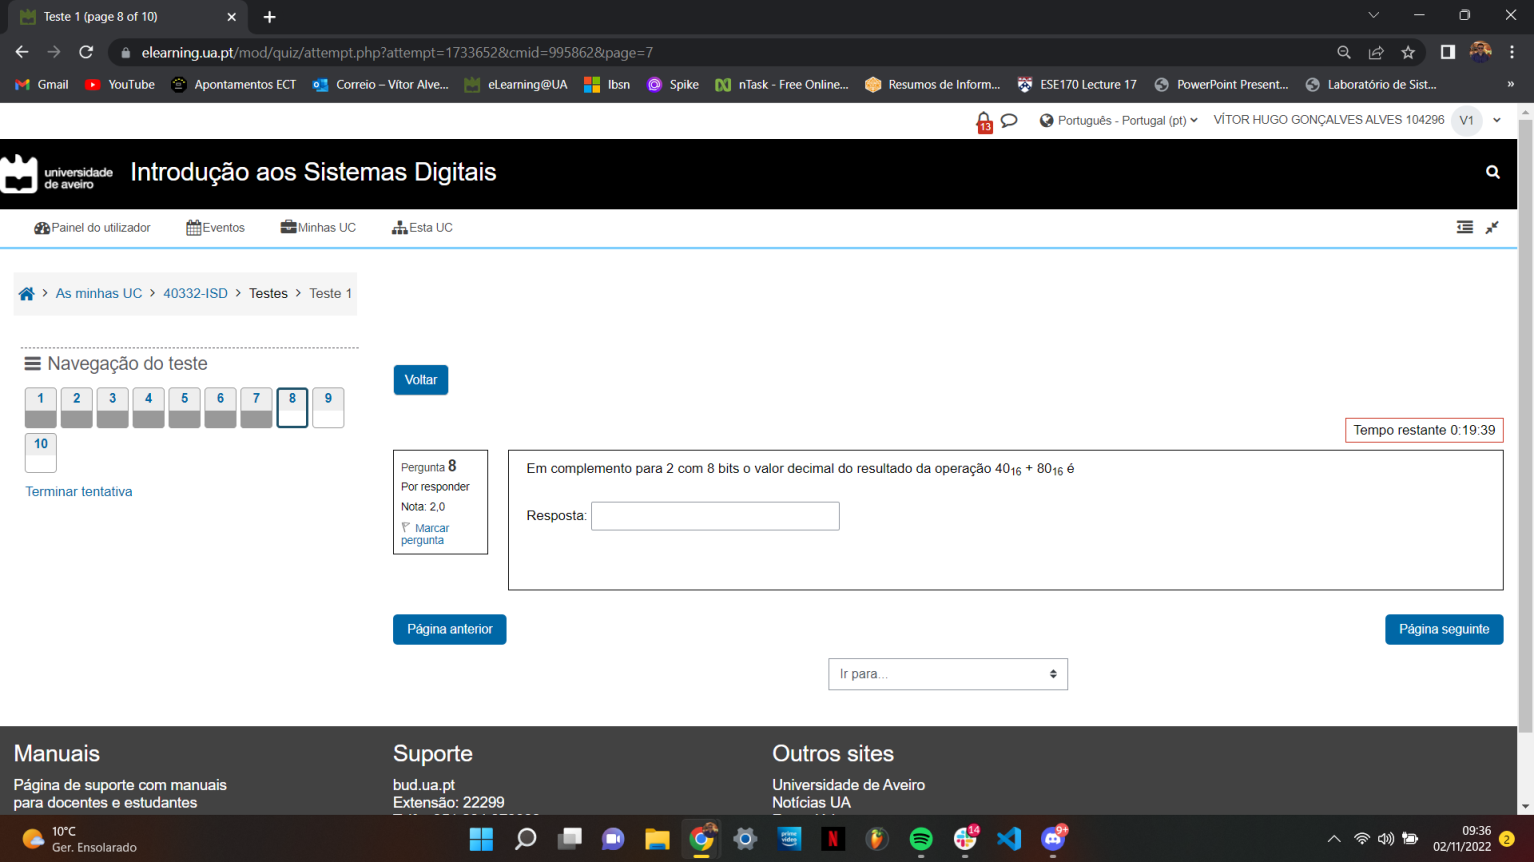 Teste 1 (page 8 of 10)
elearning.ua.pt/mod/quiz/attempt.php?attempt=1733652&cmid=995862&page=7
Gmail YouTube Apontamentos ECT Correio – Vítor Alve... eLearning@UA lbsn Spike nTask - Free Online... Resumos de Inform... ESE170 Lecture 17 PowerPoint Present... Laboratório de Sist... »
13 Português - Portugal (pt) VÍTOR HUGO GONÇALVES ALVES 104296 V1
universidade
de aveiro
Introdução aos Sistemas Digitais
Painel do utilizador Eventos Minhas UC Esta UC
> As minhas UC > 40332-ISD > Testes > Teste 1
Navegação do teste
1 2 3 4 5 6 7 8 9
10
Terminar tentativa
Voltar
Tempo restante 0:19:39
Pergunta 8
Por responder
Nota: 2,0
Marcar
pergunta
Em complemento para 2 com 8 bits o valor decimal do resultado da operação 40₁₆ + 80₁₆ é
Resposta:
Página anterior
Página seguinte
Ir para...
Manuais
Página de suporte com manuais
para docentes e estudantes
Suporte
bud.ua.pt
Extensão: 22299
Outros sites
Universidade de Aveiro
Notícias UA
10°C
Ger. Ensolarado
prime
video
N
14
9+
09:36
02/11/2022
2